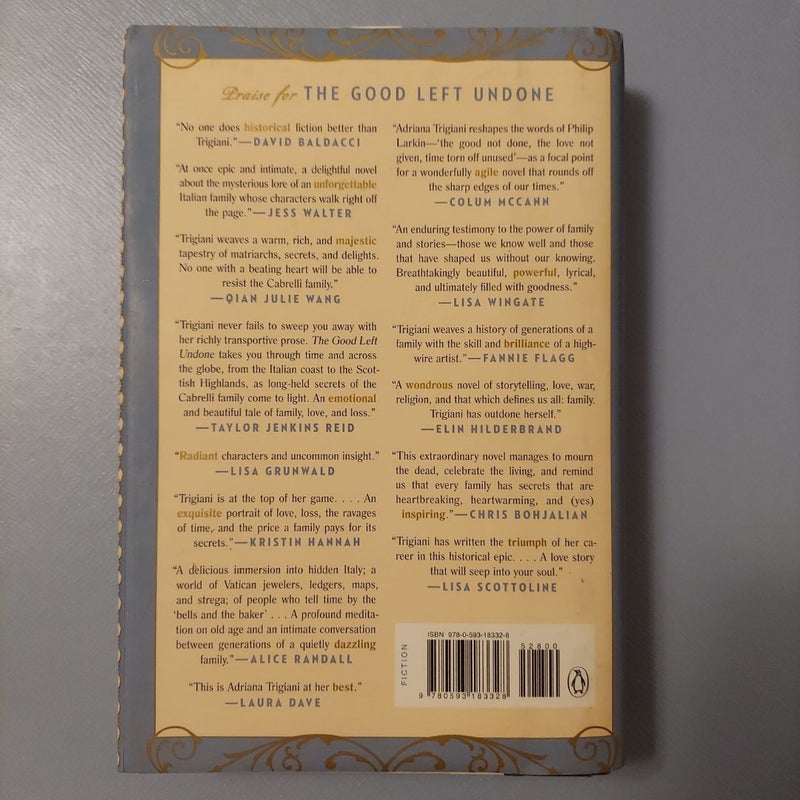 Praise for THE GOOD LEFT UNDONE
“No one does historical fiction better than
Trigiani.”—DAVID BALDACCI
“At once epic and intimate, a delightful novel
about the mysterious lore of an unforgettable
Italian family whose characters walk right off
the page.”—JESS WALTER
“Trigiani weaves a warm, rich, and majestic
tapestry of matriarchs, secrets, and delights.
No one with a beating heart will be able to
resist the Cabrelli family.”
—QIAN JULIE WANG
“Trigiani never fails to sweep you away with
her richly transportive prose. The Good Left
Undone takes you through time and across
the globe, from the Italian coast to the Scot-
tish Highlands, as long-held secrets of the
Cabrelli family come to light. An emotional
and beautiful tale of family, love, and loss.”
—TAYLOR JENKINS REID
“Radiant characters and uncommon insight.”
—LISA GRUNWALD
“Trigiani is at the top of her game. . . . An
exquisite portrait of love, loss, the ravages
of time, and the price a family pays for its
secrets.”—KRISTIN HANNAH
“A delicious immersion into hidden Italy; a
world of Vatican jewelers, ledgers, maps,
and strega; of people who tell time by the
‘bells and the baker’ . . . A profound medita-
tion on old age and an intimate conversation
between generations of a quietly dazzling
family.”—ALICE RANDALL
“This is Adriana Trigiani at her best.”
—LAURA DAVE
“Adriana Trigiani reshapes the words of Philip
Larkin—‘the good not done, the love not
given, time torn off unused’—as a focal point
for a wonderfully agile novel that rounds off
the sharp edges of our times.”
—COLUM MCCANN
“An enduring testimony to the power of family
and stories—those we know well and those
that have shaped us without our knowing.
Breathtakingly beautiful, powerful, lyrical,
and ultimately filled with goodness.”
—LISA WINGATE
“Trigiani weaves a history of generations of a
family with the skill and brilliance of a high-
wire artist.”—FANNIE FLAGG
“A wondrous novel of storytelling, love, war,
religion, and that which defines us all: family.
Trigiani has outdone herself.”
—ELIN HILDERBRAND
“This extraordinary novel manages to mourn
the dead, celebrate the living, and remind
us that every family has secrets that are
heartbreaking, heartwarming, and (yes)
inspiring.”—CHRIS BOHJALIAN
“Trigiani has written the triumph of her ca-
reer in this historical epic. . . . A love story
that will seep into your soul.”
—LISA SCOTTOLINE
FICTION
ISBN 978-0-593-18332-8
52800
9 780593 183328